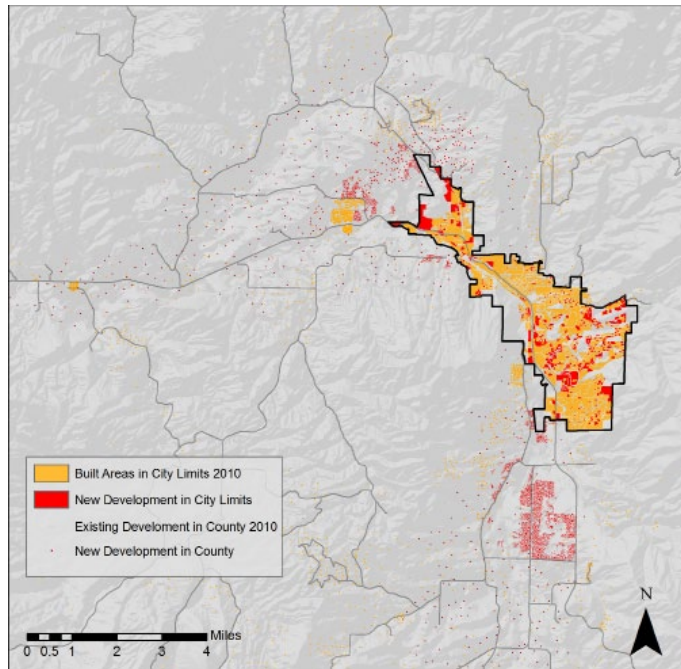 Built Areas in City Limits 2010
New Development in City Limits
Existing Develoment in County 2010
New Development in County
N
Miles
0 0.5 1 2 3 4